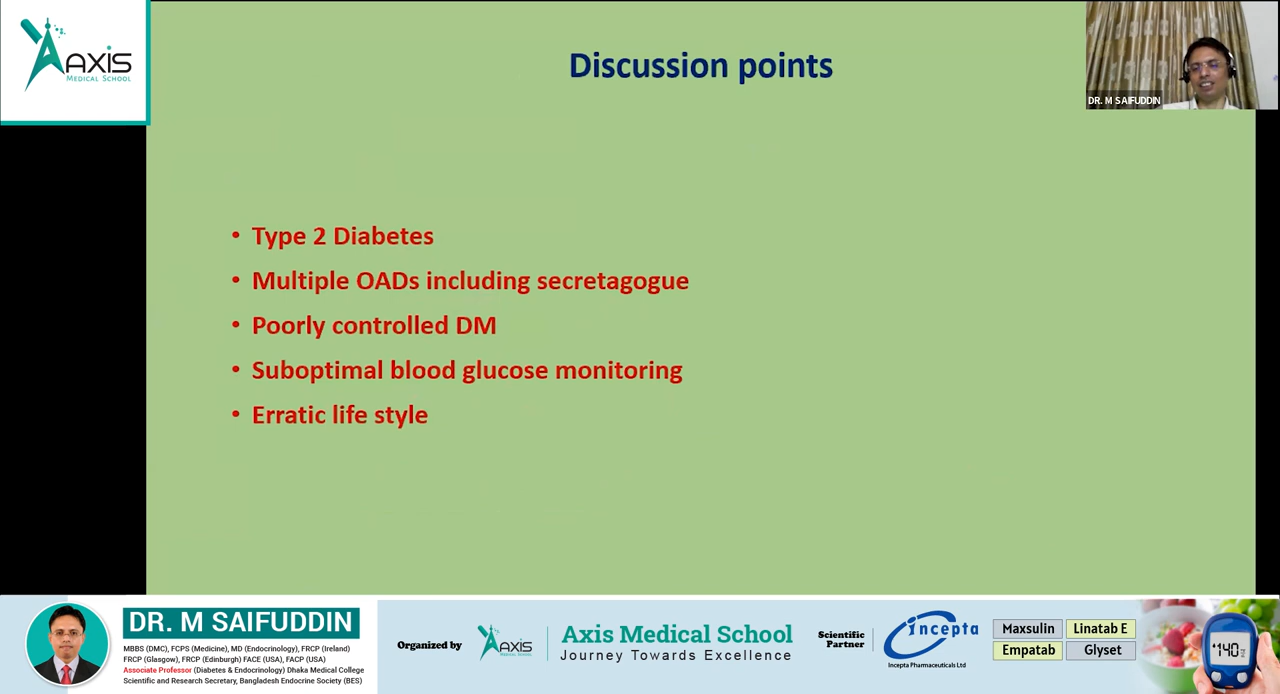 AXIS
MEDICAL SCHOOL
Discussion points
DR. M SAIFUDDIN
• Type 2 Diabetes
• Multiple OADs including secretagogue
• Poorly controlled DM
• Suboptimal blood glucose monitoring
• Erratic life style
DR. M SAIFUDDIN
MBBS (DMC), FCPS (Medicine), MD (Endocrinology), FRCP (Ireland)
FRCP (Glasgow), FRCP (Edinburgh) FACE (USA), FACP (USA)
Associate Professor (Diabetes & Endocrinology) Dhaka Medical College
Scientific and Research Secretary, Bangladesh Endocrine Society (BES)
Organized by
AXIS
MEDICAL SCHOOL
Axis Medical School
Journey Towards Excellence
Scientific
Partner
incepta
Incepta Pharmaceuticals Ltd
Maxsulin
Linatab E
Empatab
Glyset
140